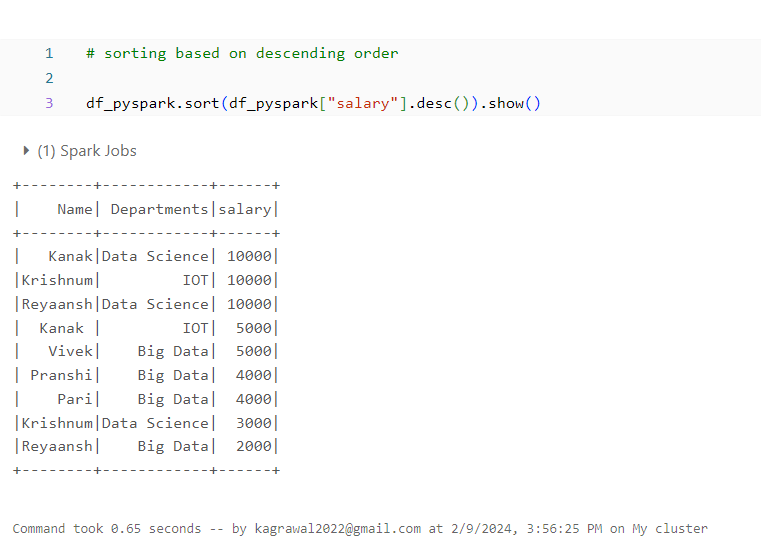 1 # sorting based on descending order
2
3 df_pyspark.sort(df_pyspark["salary"].desc()).show()
(1) Spark Jobs
+--------+------------+------+
|    Name| Departments|salary|
+--------+------------+------+
|   Kanak|Data Science| 10000|
|Krishnum|         IOT| 10000|
|Reyaansh|Data Science| 10000|
|  Kanak |         IOT|  5000|
|   Vivek|    Big Data|  5000|
| Pranshi|    Big Data|  4000|
|    Pari|    Big Data|  4000|
|Krishnum|Data Science|  3000|
|Reyaansh|    Big Data|  2000|
+--------+------------+------+
Command took 0.65 seconds -- by kagrawal2022@gmail.com at 2/9/2024, 3:56:25 PM on My cluster